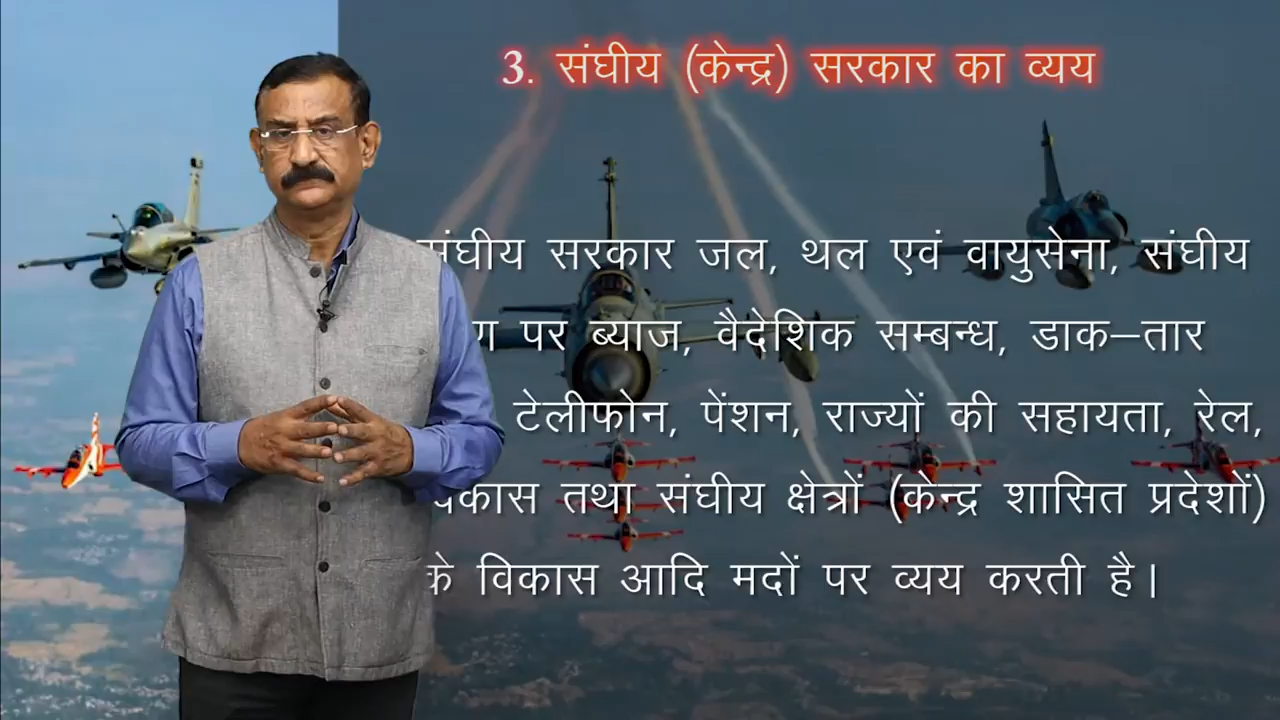 3. संघीय (केन्द्र) सरकार का व्यय
संघीय सरकार जल, थल एवं वायुसेना, संघीय
पर ब्याज, वैदेशिक सम्बन्ध, डाक–तार
टेलीफोन, पेंशन, राज्यों की सहायता, रेल,
विकास तथा संघीय क्षेत्रों (केन्द्र शासित प्रदेशों)
के विकास आदि मदों पर व्यय करती है।